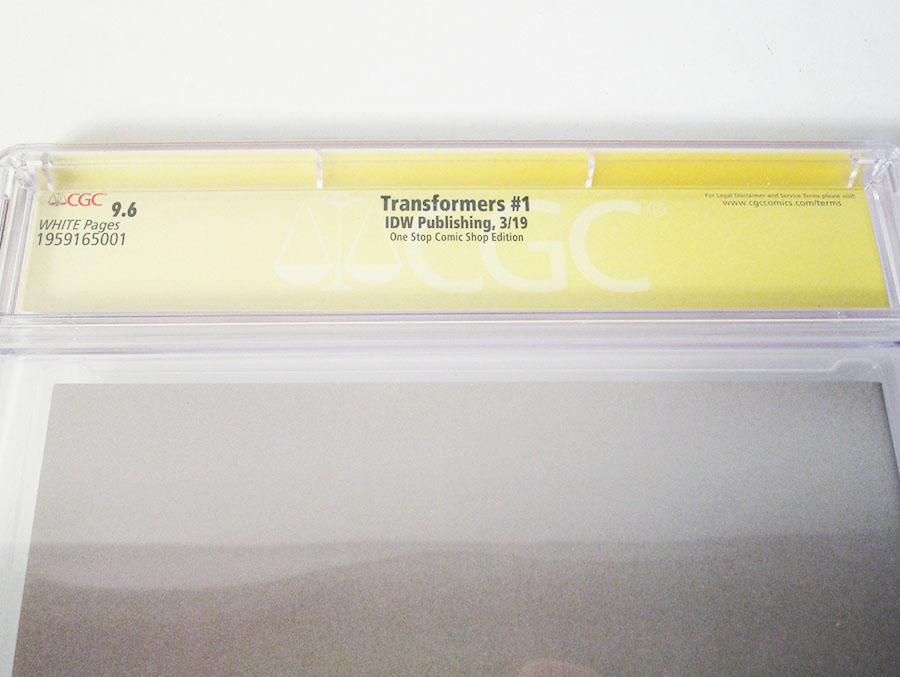 CGC 9.6
WHITE Pages
1959165001
Transformers #1
IDW Publishing, 3/19
One Stop Comic Shop Edition
CGC®
For Legal Disclaimer and Service Terms please visit:
www.cgccomics.com/terms